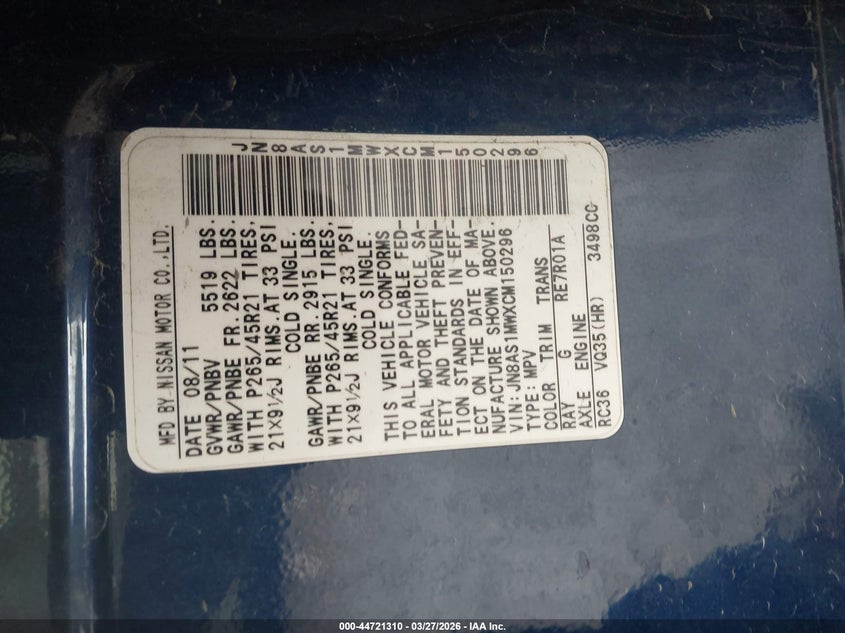 MFD BY NISSAN MOTOR CO.,LTD.
DATE 08/11
GVWR/PNBV 5519 LBS.
GAWR/PNBE FR. 2622 LBS.
WITH P265/45R21 TIRES,
21X9½J RIMS.AT 33 PSI
COLD SINGLE.
GAWR/PNBE RR. 2915 LBS.
WITH P265/45R21 TIRES,
21X9½J RIMS.AT 33 PSI
COLD SINGLE.
THIS VEHICLE CONFORMS
TO ALL APPLICABLE FED-
ERAL MOTOR VEHICLE SA-
FETY AND THEFT PREVEN-
TION STANDARDS IN EFF-
ECT ON THE DATE OF MA-
NUFACTURE SHOWN ABOVE.
VIN: JN8AS1MWXCM150296
TYPE: MPV
COLOR TRIM TRANS
RAY G RE7R01A
AXLE ENGINE
RC36 VQ35(HR) 3498CC
JN8AS1MWXCM150296
000-44721310 - 03/27/2026 - IAA Inc.